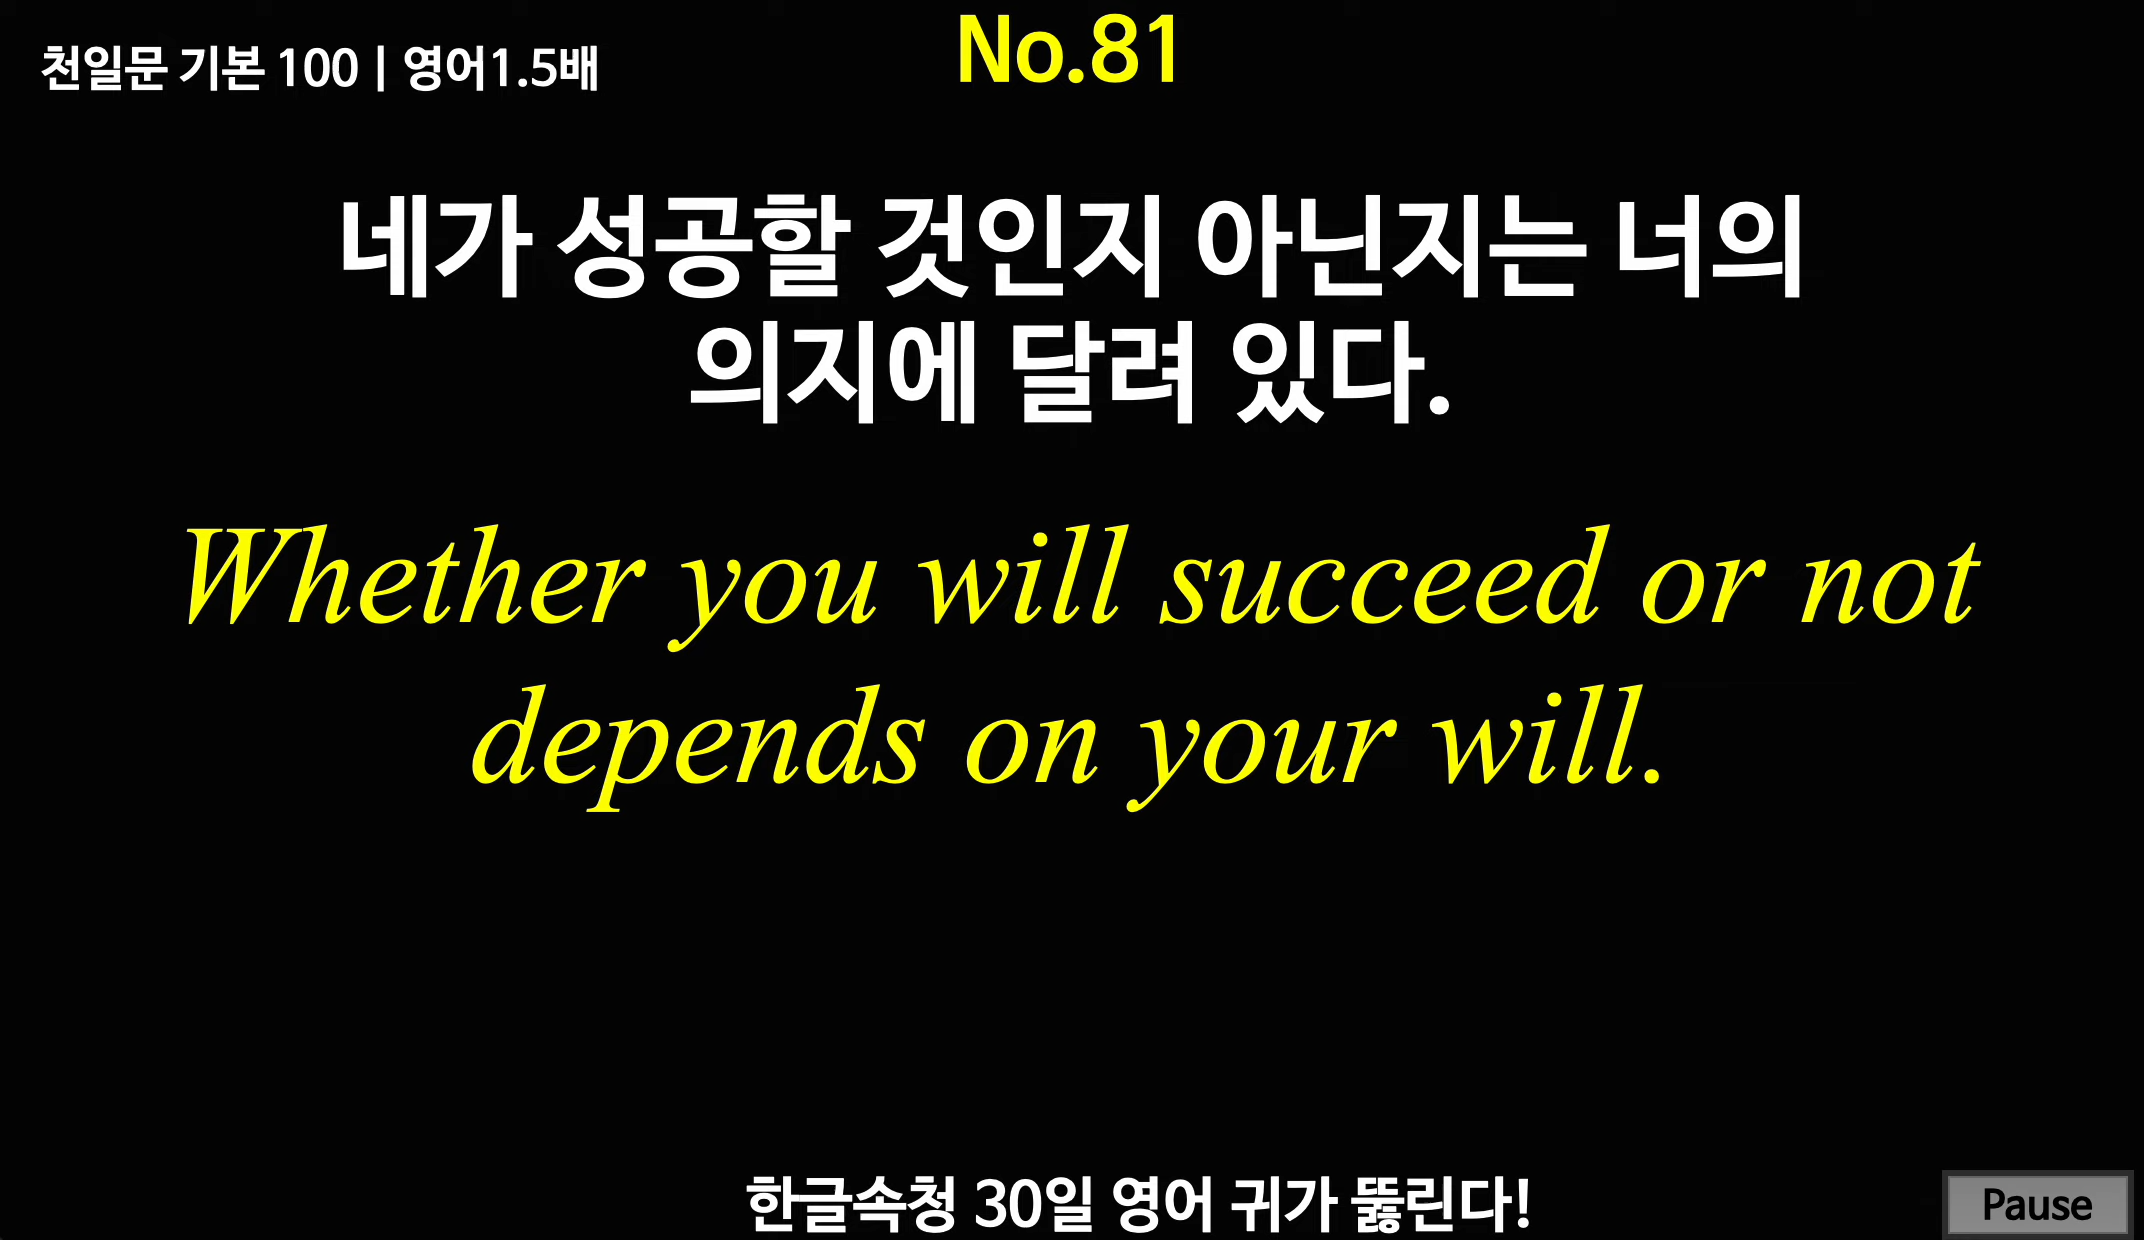 천일문 기본 100 | 영어1.5배
No.81
네가 성공할 것인지 아닌지는 너의
의지에 달려 있다.
Whether you will succeed or not
depends on your will.
한글속청 30일 영어 귀가 뚫린다!
Pause